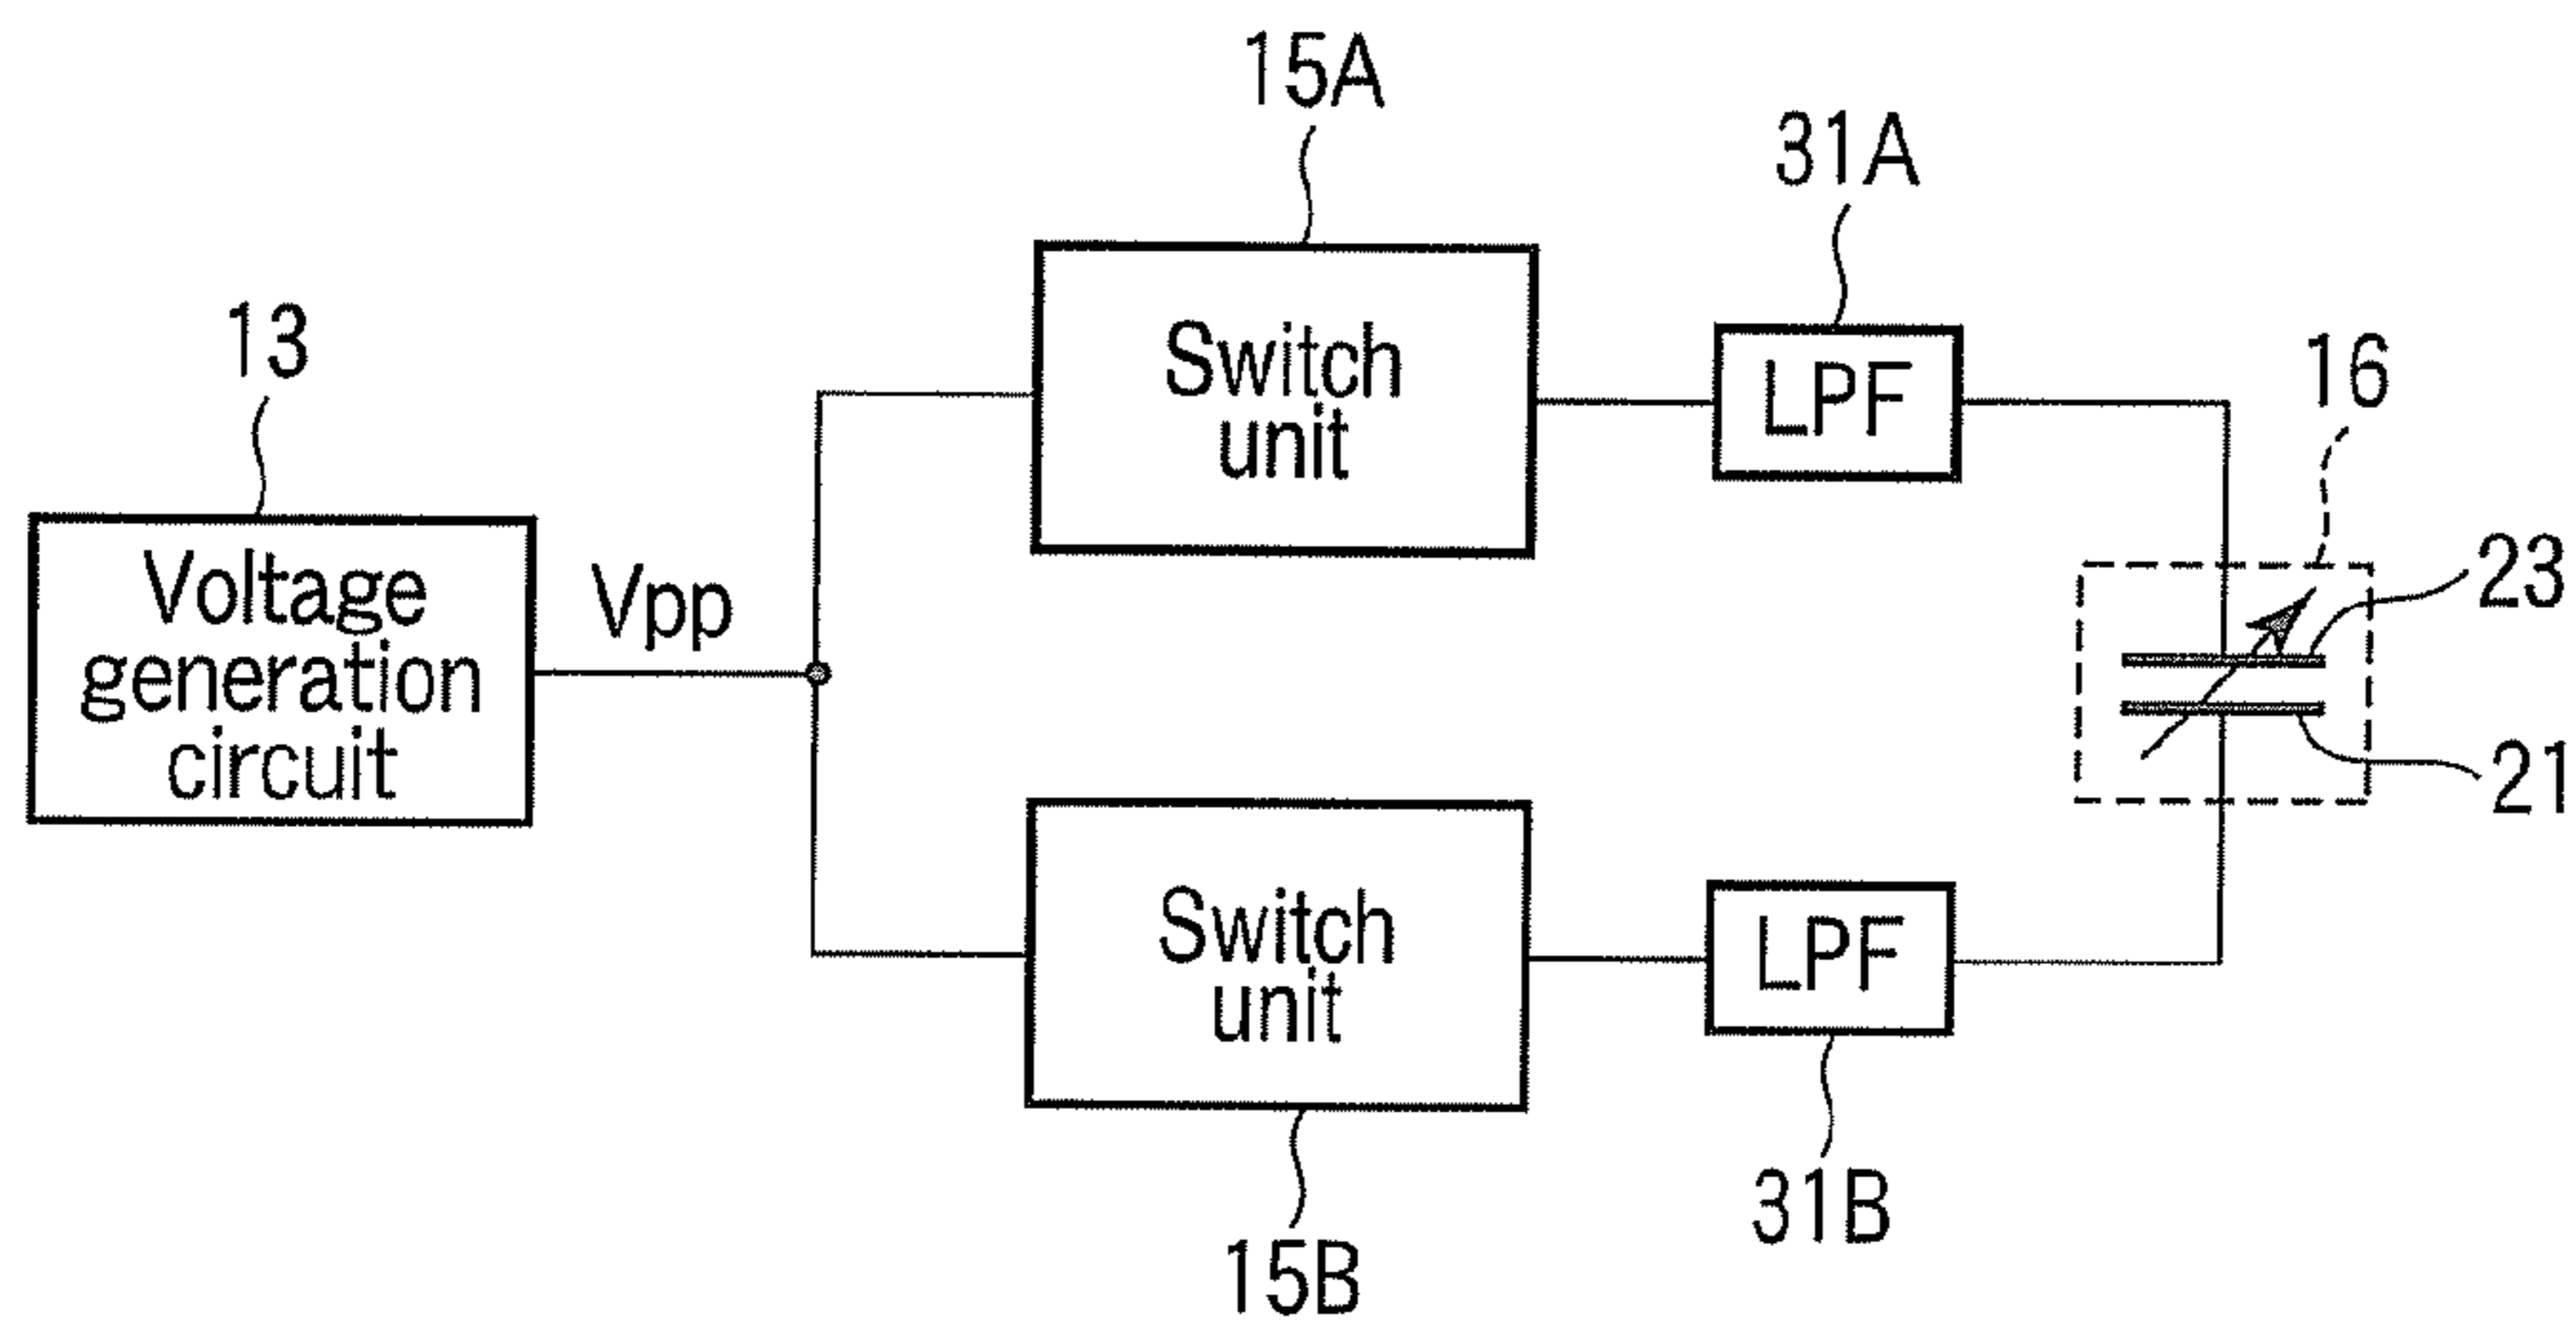 15A
31A
13
Switch
unit
LPF
16
Voltage
generation
circuit
Vpp
23
21
Switch
unit
LPF
31B
15B